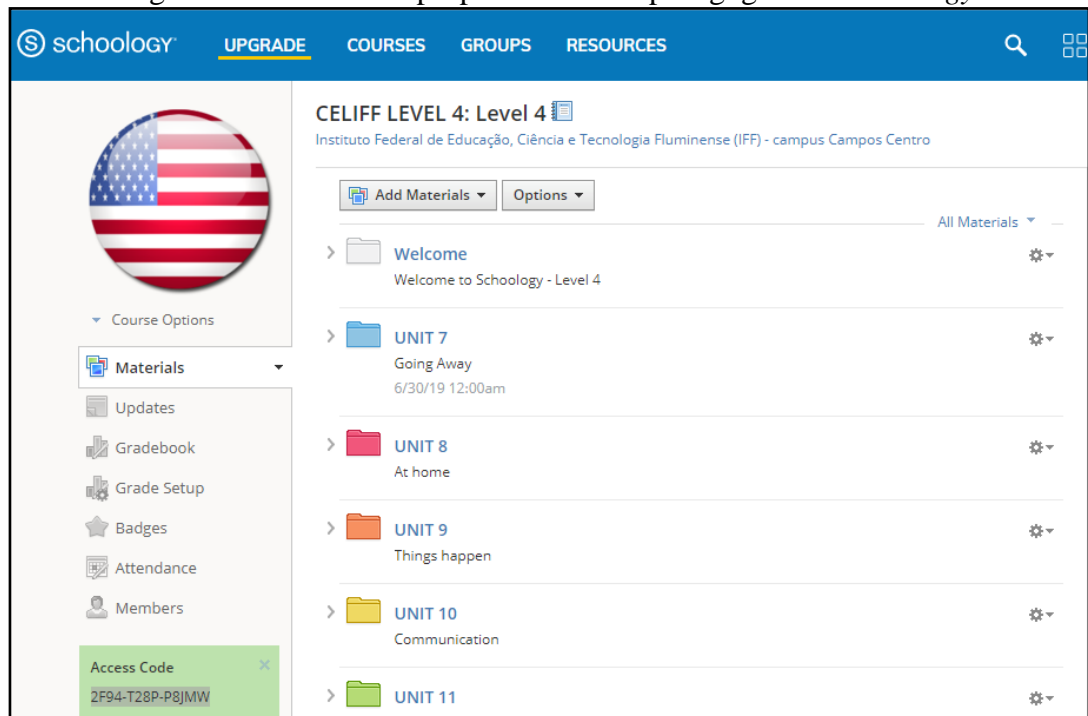 schoology UPGRADE COURSES GROUPS RESOURCES
CELIFF LEVEL 4: Level 4
Instituto Federal de Educação, Ciência e Tecnologia Fluminense (IFF) - campus Campos Centro
Add Materials Options
All Materials
Welcome
Welcome to Schoology - Level 4
UNIT 7
Going Away
6/30/19 12:00am
UNIT 8
At home
UNIT 9
Things happen
UNIT 10
Communication
UNIT 11
Course Options
Materials
Updates
Gradebook
Grade Setup
Badges
Attendance
Members
Access Code
2F94-T28P-P8JMW